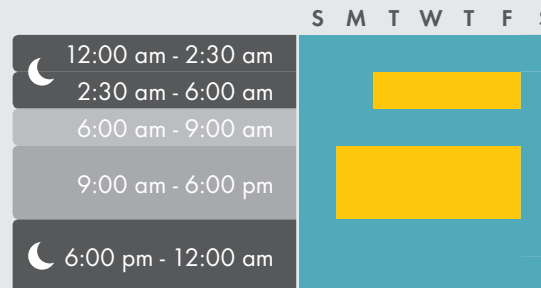 S M T W T F S
12:00 am - 2:30 am
2:30 am - 6:00 am
6:00 am - 9:00 am
9:00 am - 6:00 pm
6:00 pm - 12:00 am